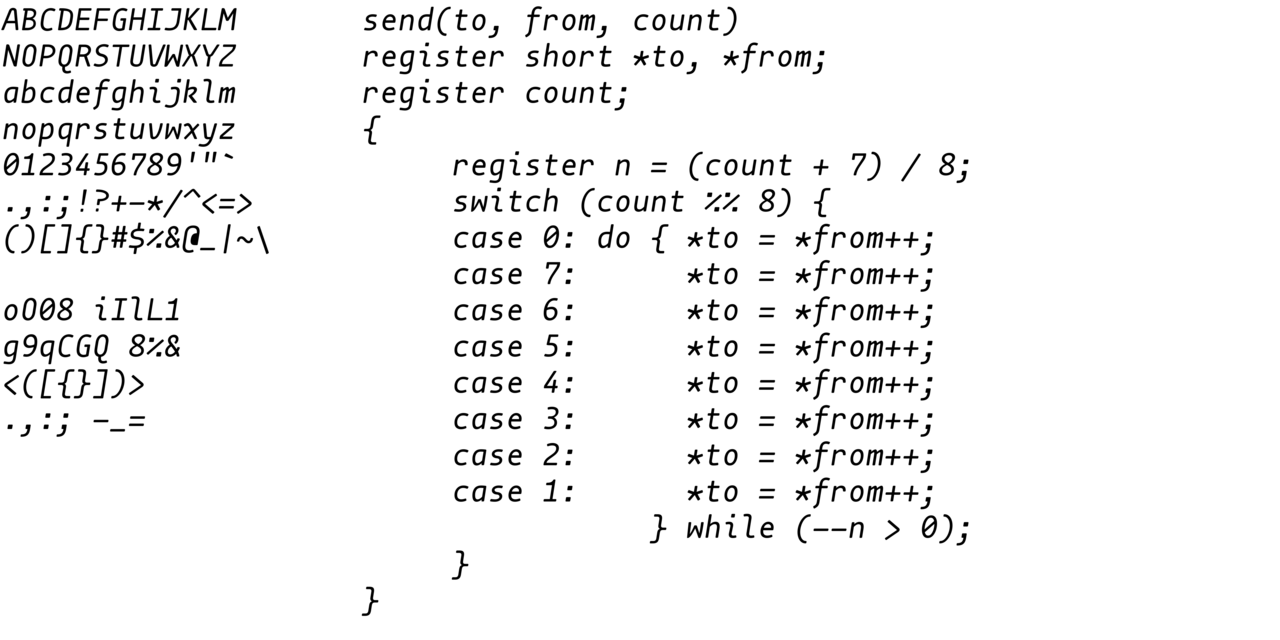 ABCDEFGHIJKLM
NOPQRSTUVWXYZ
abcdefghijklm
nopqrstuvwxyz
0123456789'"`
.,:;!?+-*/^<=>
()[]{}#$%&@_|~\
oO08 iIlL1
g9qCGQ 8%&
<([{}])>
.,:; -_=
send(to, from, count)
register short *to, *from;
register count;
{
     register n = (count + 7) / 8;
     switch (count %% 8) {
     case 0: do { *to = *from++;
     case 7:      *to = *from++;
     case 6:      *to = *from++;
     case 5:      *to = *from++;
     case 4:      *to = *from++;
     case 3:      *to = *from++;
     case 2:      *to = *from++;
     case 1:      *to = *from++;
                } while (--n > 0);
     }
}